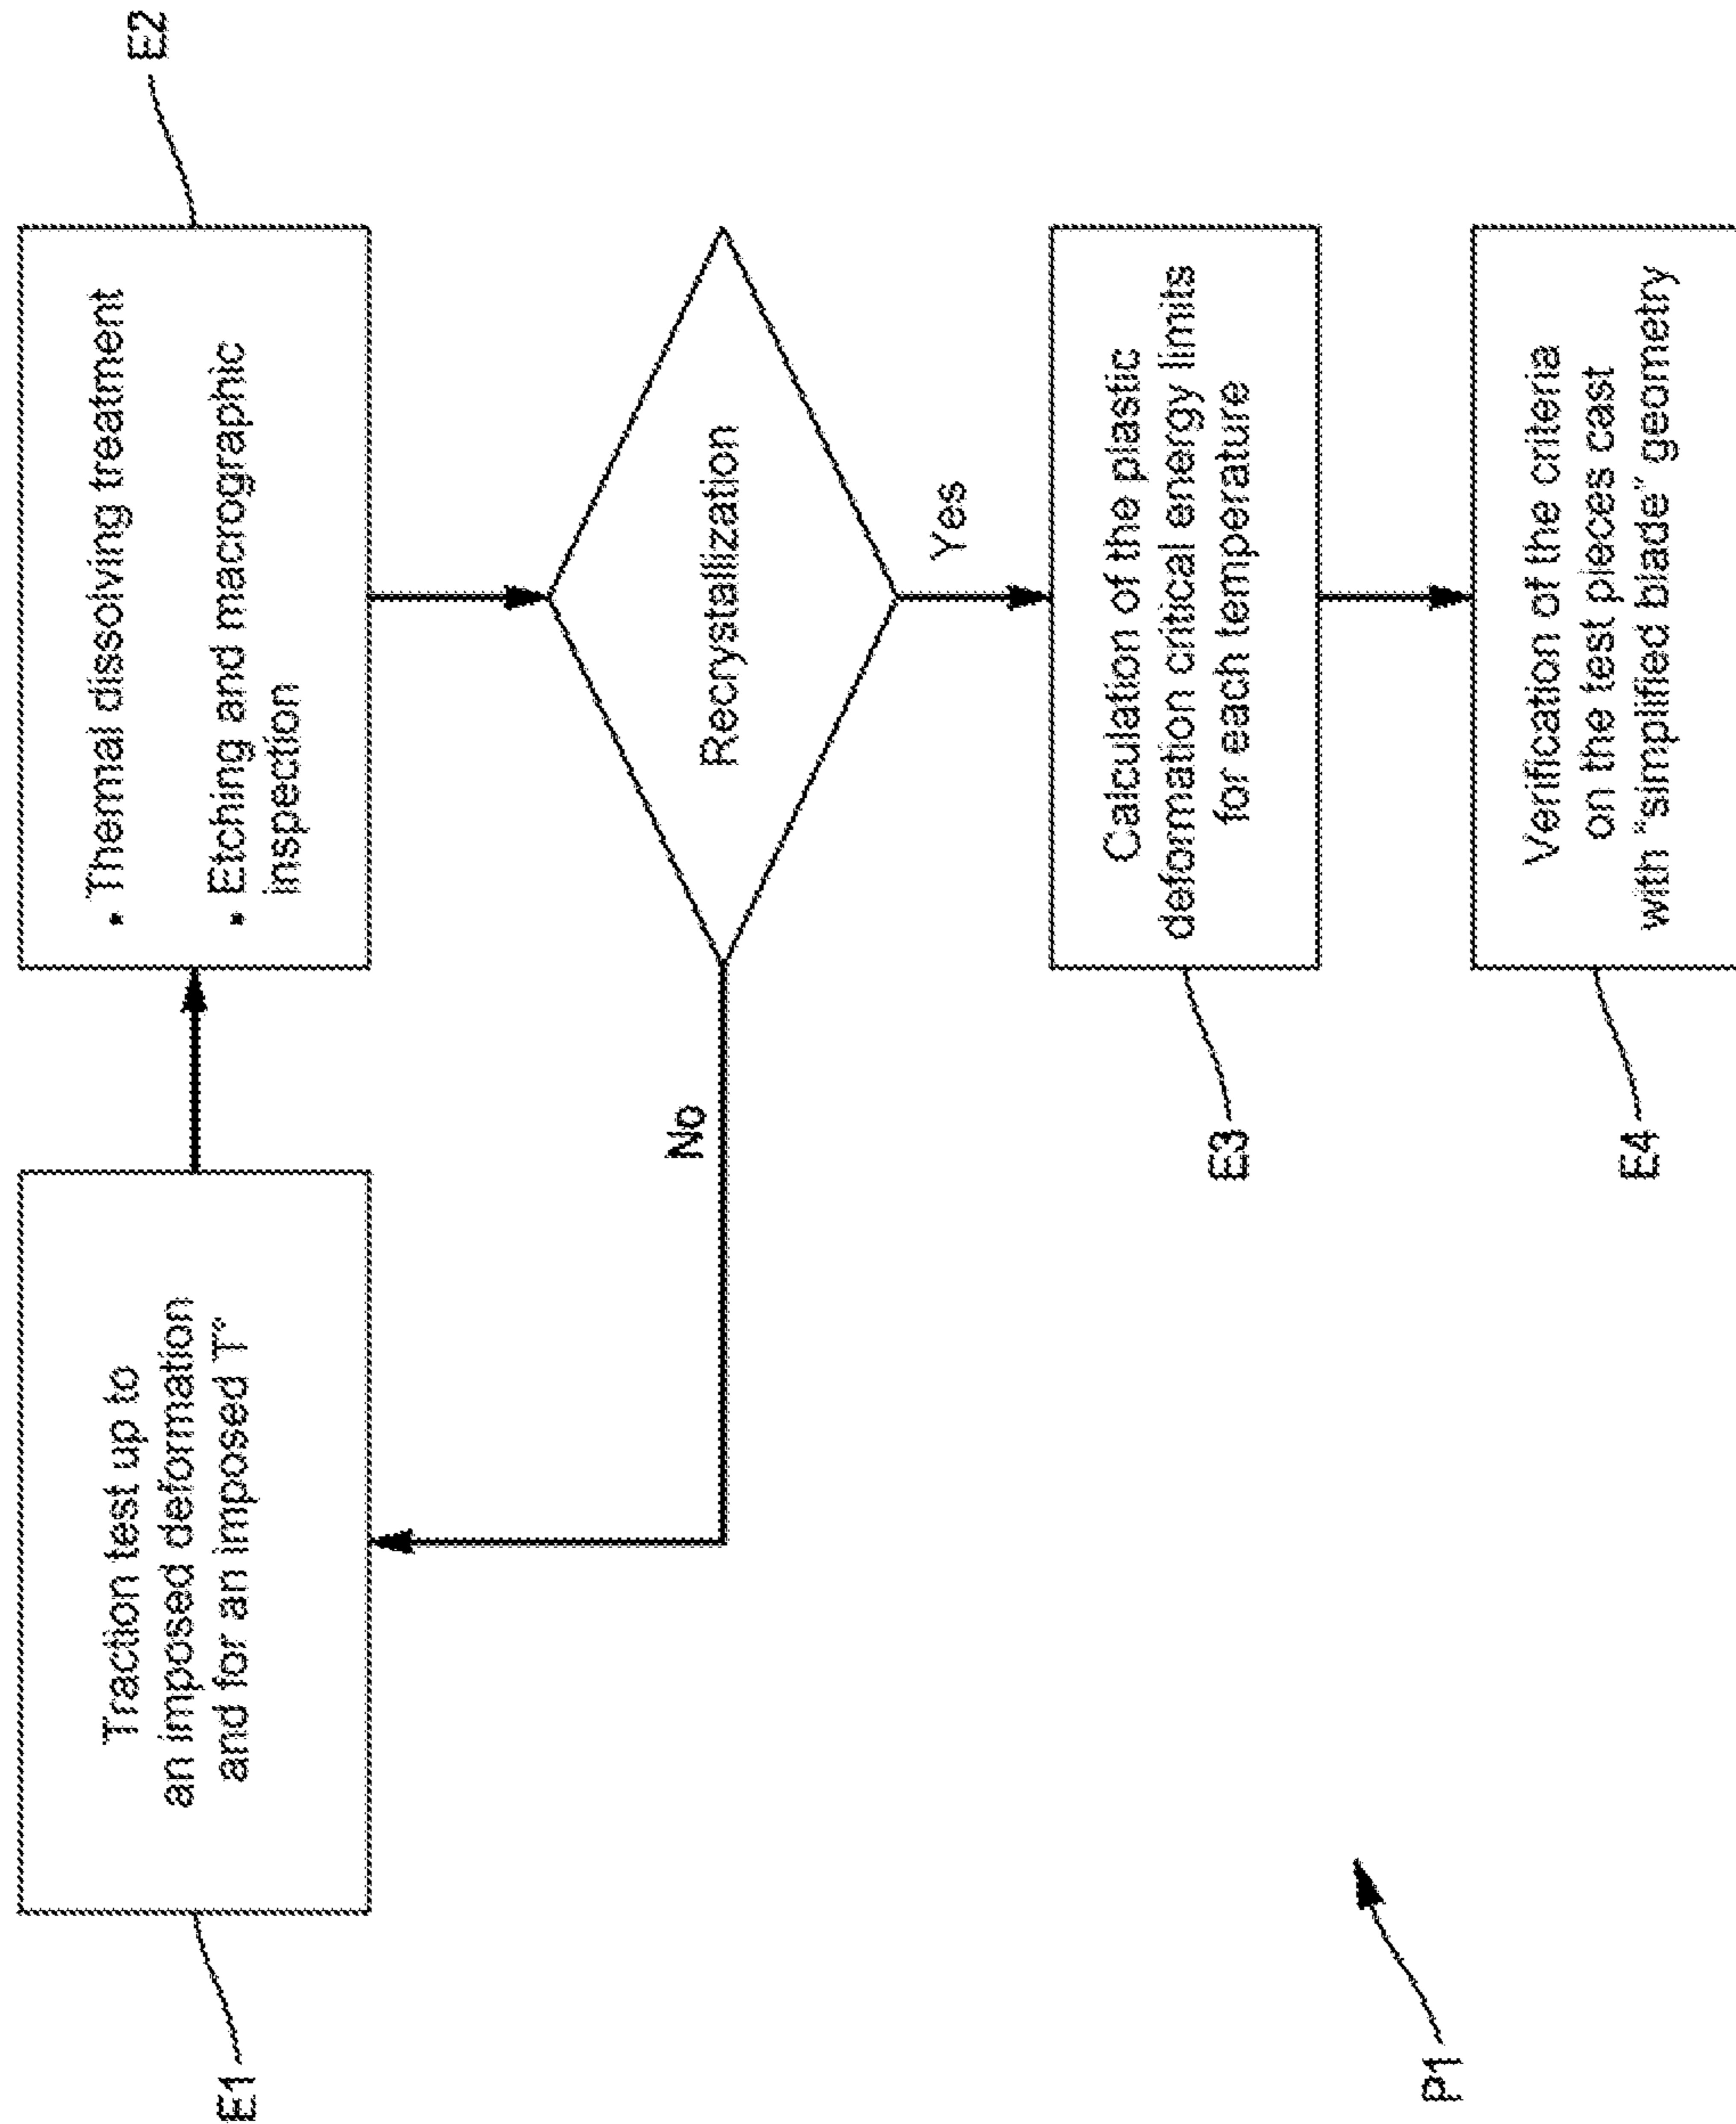 E1
Traction test up to
an imposed deformation
and for an imposed T°
E2
• Thermal dissolving treatment
• Etching and macrographic
inspection
Recrystallization
No
Yes
E3
Calculation of the plastic
deformation critical energy limits
for each temperature
E4
Verification of the criteria
on the test pieces cast
with "simplified blade" geometry
P1